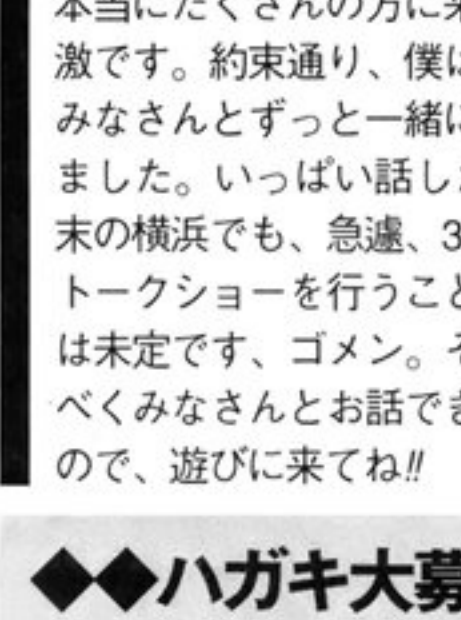 本当にたくさんの方に来
激です。約束通り、僕は
みなさんとずっと一緒に
ました。いっぱい話し
末の横浜でも、急遽、3
トークショーを行うこと
は未定です、ゴメン。そ
べくみなさんとお話でき
ので、遊びに来てね!!
◆◆ハガキ大募